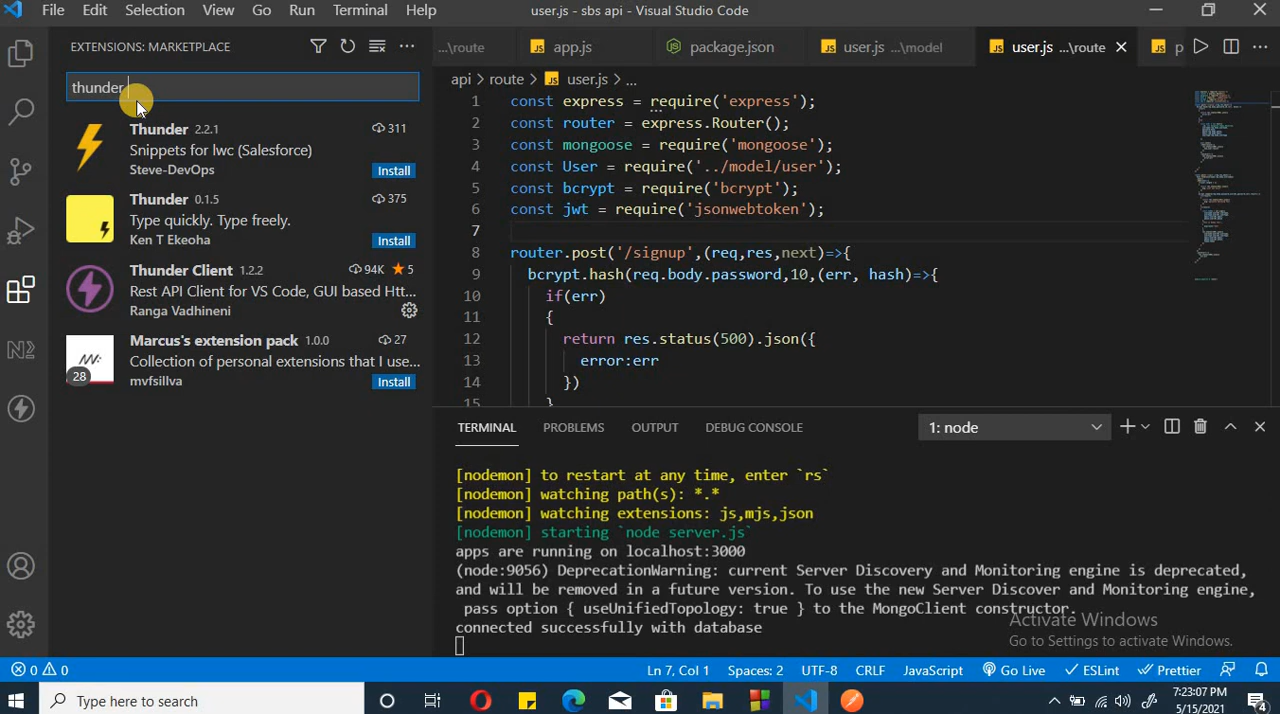 File Edit Selection View Go Run Terminal Help user.js - sbs api - Visual Studio Code
EXTENSIONS: MARKETPLACE
thunder
Thunder 2.2.1 311
Snippets for lwc (Salesforce)
Steve-DevOps Install
Thunder 0.1.5 375
Type quickly. Type freely.
Ken T Ekeoha Install
Thunder Client 1.2.2 94K 5
Rest API Client for VS Code, GUI based Htt...
Ranga Vadhineni
Marcus's extension pack 1.0.0 27
Collection of personal extensions that I use...
28
mvfsillva Install
...\route app.js package.json user.js ...\model user.js ...\route p
api > route > user.js > ...
1 const express = require('express');
2 const router = express.Router();
3 const mongoose = require('mongoose');
4 const User = require('../model/user');
5 const bcrypt = require('bcrypt');
6 const jwt = require('jsonwebtoken');
7
8 router.post('/signup',(req,res,next)=>{
9 bcrypt.hash(req.body.password,10,(err, hash)=>{
10 if(err)
11 {
12 return res.status(500).json({
13 error:err
14 })
15 }
TERMINAL PROBLEMS OUTPUT DEBUG CONSOLE 1: node
[nodemon] to restart at any time, enter `rs`
[nodemon] watching path(s): *.*
[nodemon] watching extensions: js,mjs,json
[nodemon] starting `node server.js`
apps are running on localhost:3000
(node:9056) DeprecationWarning: current Server Discovery and Monitoring engine is deprecated,
and will be removed in a future version. To use the new Server Discover and Monitoring engine,
pass option { useUnifiedTopology: true } to the MongoClient constructor.
connected successfully with database
Activate Windows
Go to Settings to activate Windows.
0 0 Ln 7, Col 1 Spaces: 2 UTF-8 CRLF JavaScript Go Live ESLint Prettier
Type here to search
7:23:07 PM
5/15/2021
4